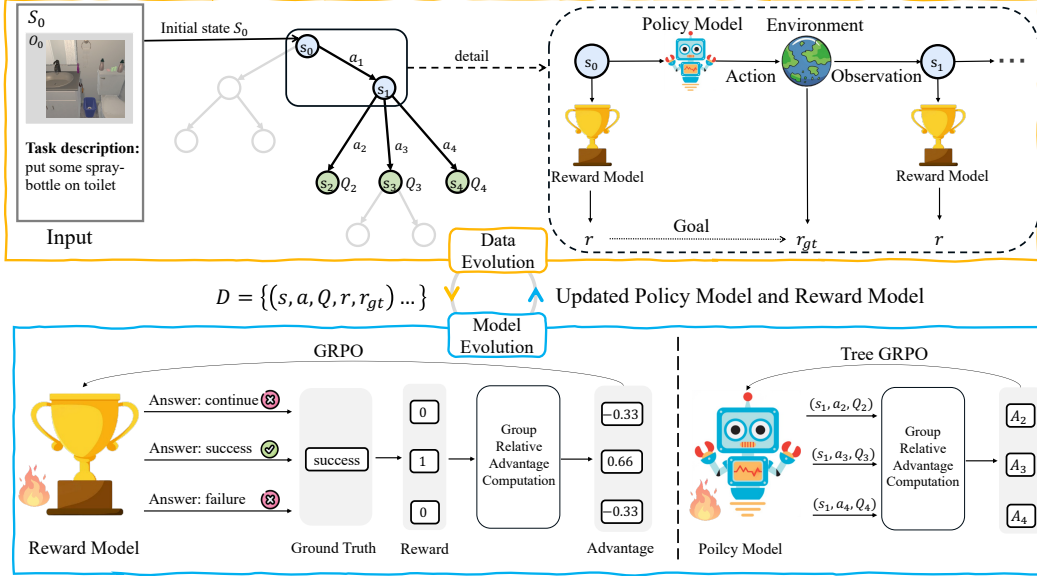 S₀
O₀
Task description:
put some spray-
bottle on toilet
Input
Initial state S₀
s₀
a₁
s₁
a₂
a₃
a₄
s₂ Q₂
s₃ Q₃
s₄ Q₄
detail
Policy Model
Environment
s₀
Action
Observation
s₁
...
Reward Model
Reward Model
r
Goal
r_gt
r
Data
Evolution
D = {(s, a, Q, r, r_gt) ... }
Updated Policy Model and Reward Model
Model
Evolution
GRPO
Answer: continue
Answer: success
Answer: failure
success
0
1
0
Group
Relative
Advantage
Computation
−0.33
0.66
−0.33
Reward Model
Ground Truth
Reward
Advantage
Tree GRPO
(s₁, a₂, Q₂)
(s₁, a₃, Q₃)
(s₁, a₄, Q₄)
Group
Relative
Advantage
Computation
A₂
A₃
A₄
Poilcy Model